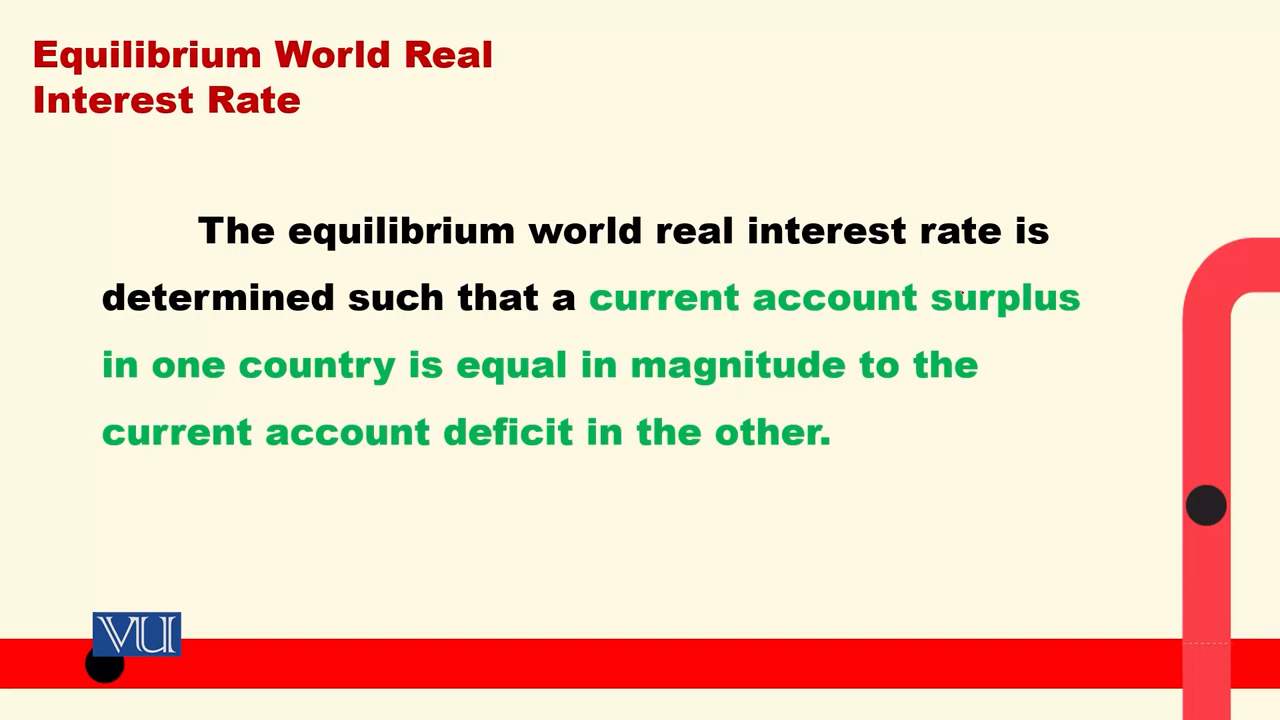 Equilibrium World Real
Interest Rate
The equilibrium world real interest rate is
determined such that a current account surplus
in one country is equal in magnitude to the
current account deficit in the other.
VU